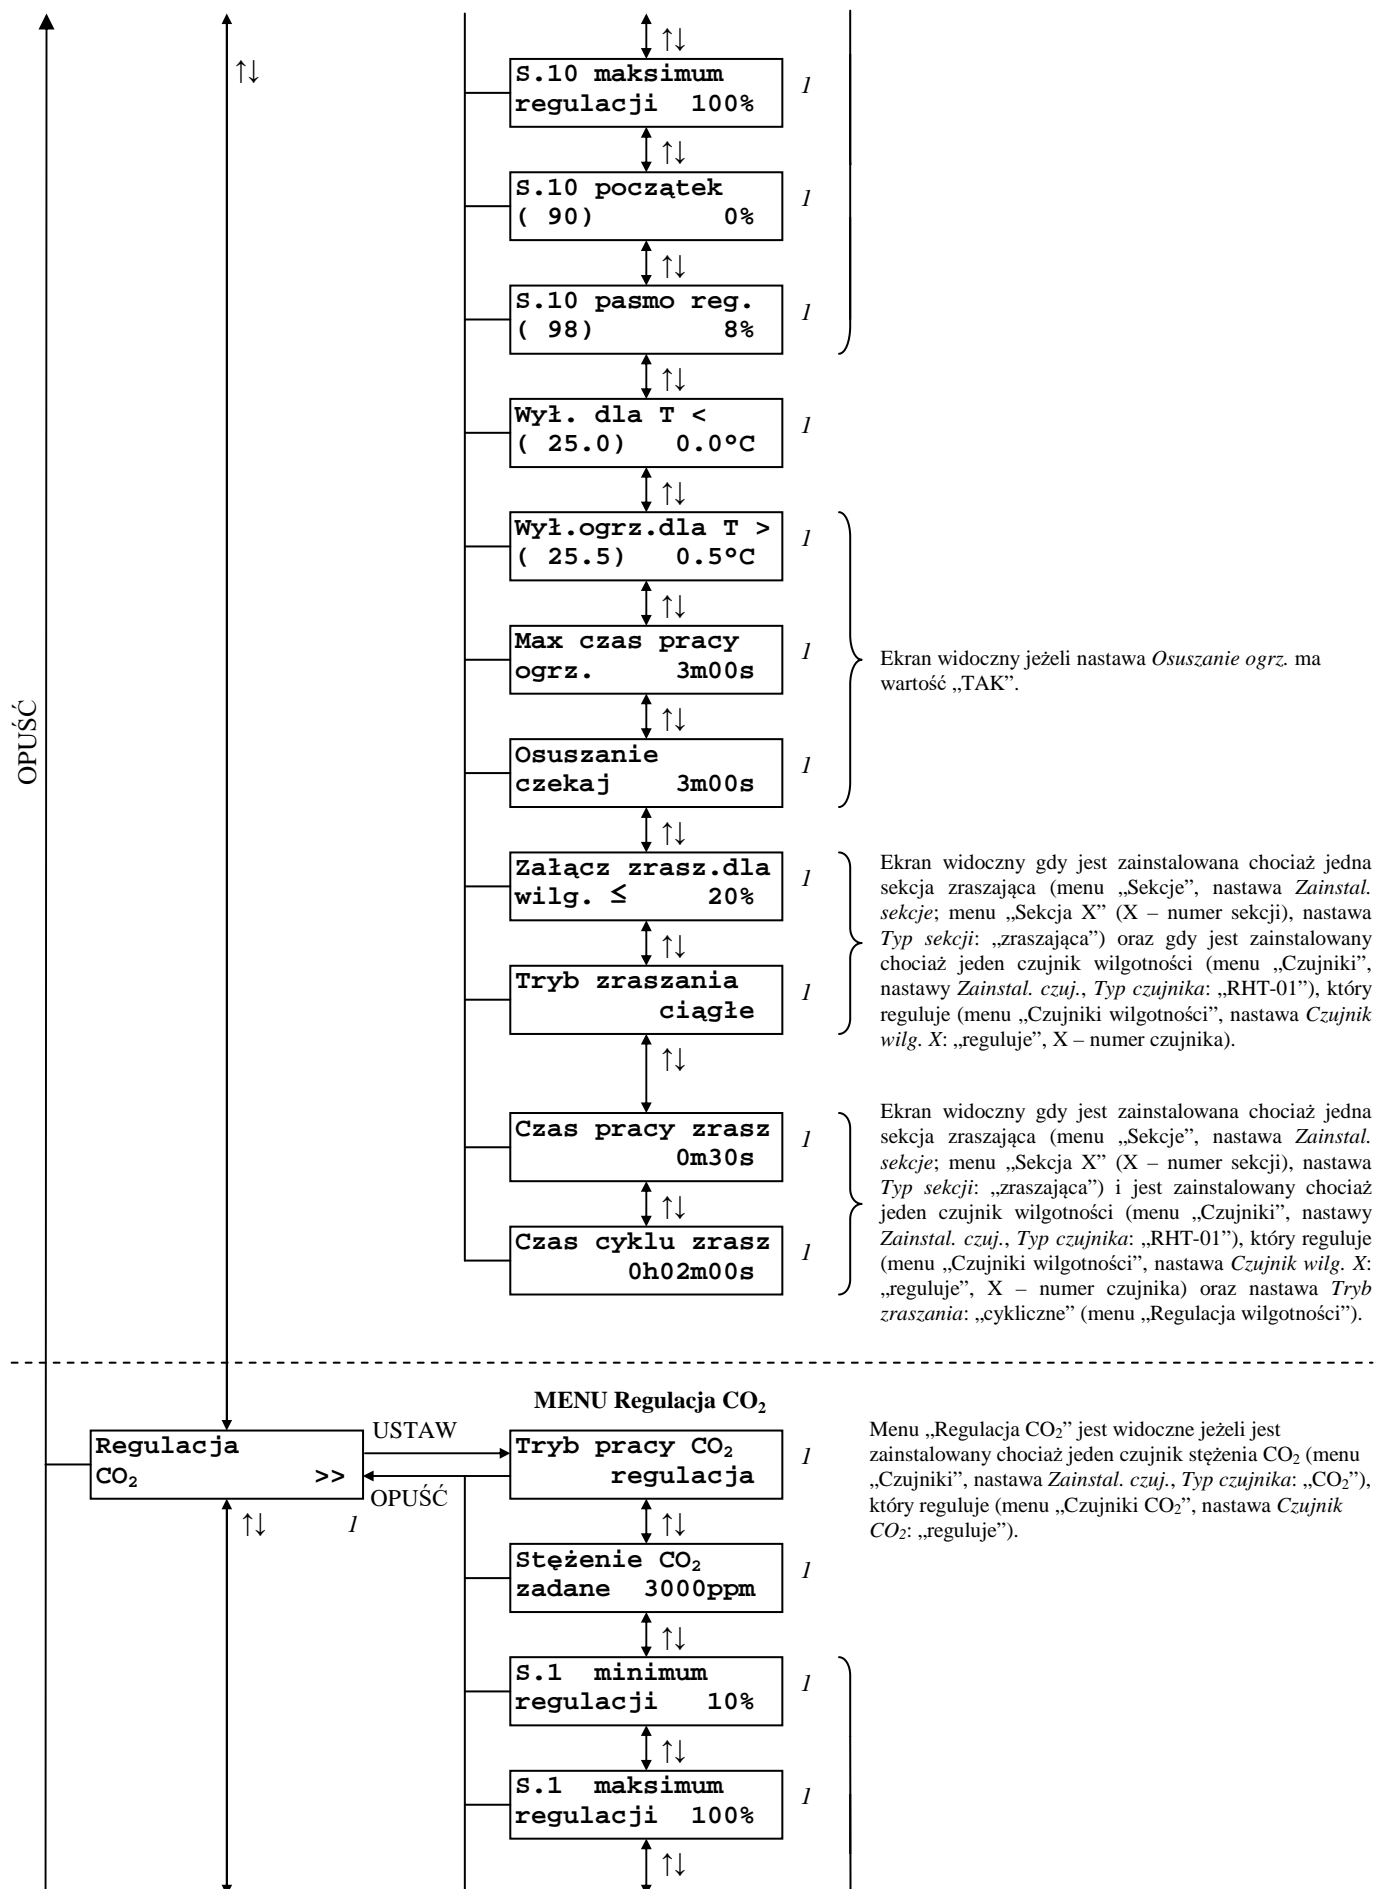 ↑↓
↑↓
S.10 maksimum
regulacji 100%
1
↑↓
S.10 początek
( 90) 0%
1
↑↓
S.10 pasmo reg.
( 98) 8%
1
↑↓
Wył. dla T <
( 25.0) 0.0°C
1
↑↓
Wył.ogrz.dla T >
( 25.5) 0.5°C
1
↑↓
Max czas pracy
ogrz. 3m00s
1
Ekran widoczny jeżeli nastawa Osuszanie ogrz. ma
wartość „TAK”.
↑↓
OPUŚĆ
Osuszanie
czekaj 3m00s
1
↑↓
Załącz zrasz.dla
wilg. ≤ 20%
1
↑↓
Tryb zraszania
ciągłe
1
Ekran widoczny gdy jest zainstalowana chociaż jedna
sekcja zraszająca (menu „Sekcje”, nastawa Zainstal.
sekcje; menu „Sekcja X” (X – numer sekcji), nastawa
Typ sekcji: „zraszająca”) oraz gdy jest zainstalowany
chociaż jeden czujnik wilgotności (menu „Czujniki”,
nastawy Zainstal. czuj., Typ czujnika: „RHT-01”), który
reguluje (menu „Czujniki wilgotności”, nastawa Czujnik
wilg. X: „reguluje”, X – numer czujnika).
↑↓
Czas pracy zrasz
0m30s
1
↑↓
Czas cyklu zrasz
0h02m00s
1
Ekran widoczny gdy jest zainstalowana chociaż jedna
sekcja zraszająca (menu „Sekcje”, nastawa Zainstal.
sekcje; menu „Sekcja X” (X – numer sekcji), nastawa
Typ sekcji: „zraszająca”) i jest zainstalowany chociaż
jeden czujnik wilgotności (menu „Czujniki”, nastawy
Zainstal. czuj., Typ czujnika: „RHT-01”), który reguluje
(menu „Czujniki wilgotności”, nastawa Czujnik wilg. X:
„reguluje”, X – numer czujnika) oraz nastawa Tryb
zraszania: „cykliczne” (menu „Regulacja wilgotności”).
MENU Regulacja CO₂
Regulacja
CO₂ >>
USTAW
OPUŚĆ
↑↓ 1
Tryb pracy CO₂
regulacja
1
Menu „Regulacja CO₂” jest widoczne jeżeli jest
zainstalowany chociaż jeden czujnik stężenia CO₂ (menu
„Czujniki”, nastawa Zainstal. czuj., Typ czujnika: „CO₂”),
który reguluje (menu „Czujniki CO₂”, nastawa Czujnik
CO₂: „reguluje”).
↑↓
Stężenie CO₂
zadane 3000ppm
1
↑↓
S.1 minimum
regulacji 10%
1
↑↓
S.1 maksimum
regulacji 100%
1
↑↓